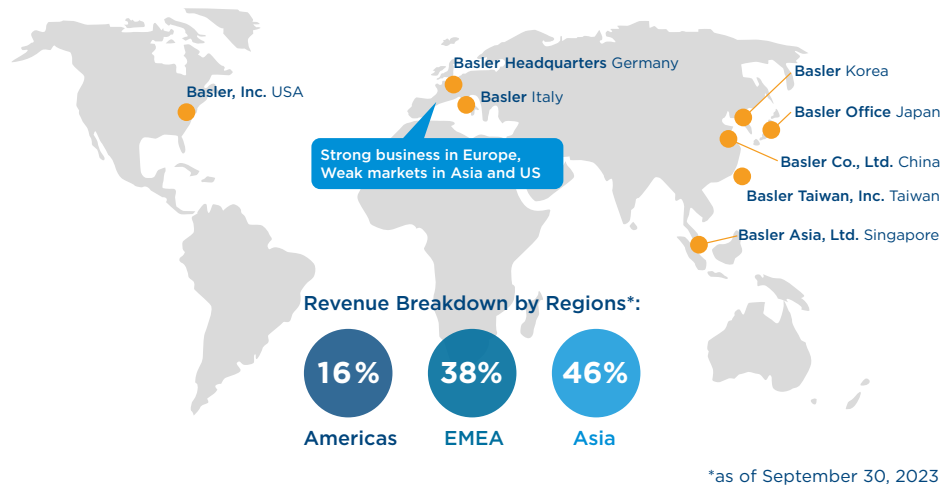 Basler Headquarters Germany
Basler, Inc. USA
Basler Italy
Basler Korea
Basler Office Japan
Strong business in Europe,
Weak markets in Asia and US
Basler Co., Ltd. China
Basler Taiwan, Inc. Taiwan
Basler Asia, Ltd. Singapore
Revenue Breakdown by Regions*:
16%
38%
46%
Americas
EMEA
Asia
*as of September 30, 2023